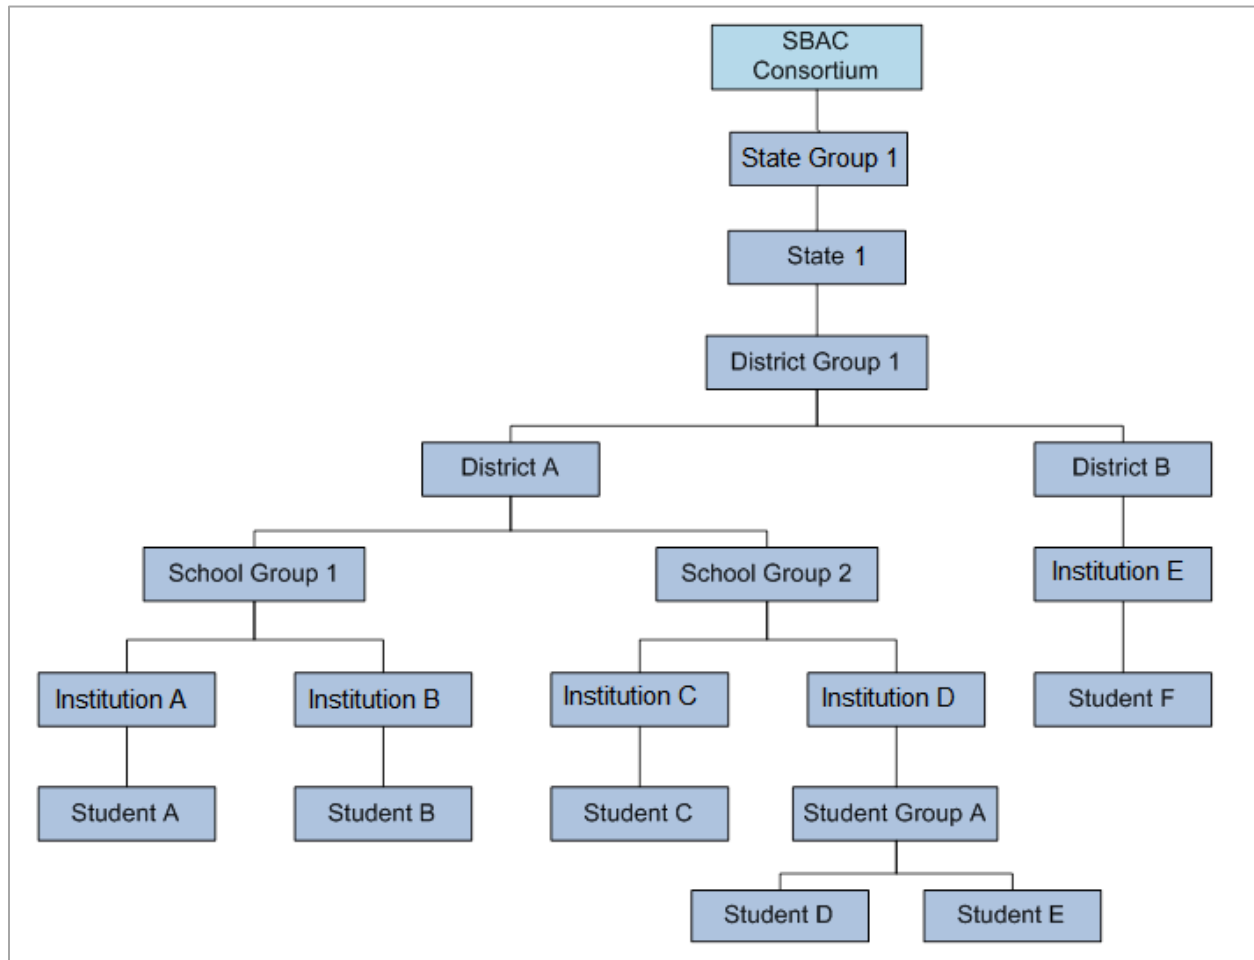 SBAC
Consortium
State Group 1
State 1
District Group 1
District A
District B
School Group 1
School Group 2
Institution E
Institution A
Institution B
Institution C
Institution D
Student F
Student A
Student B
Student C
Student Group A
Student D
Student E